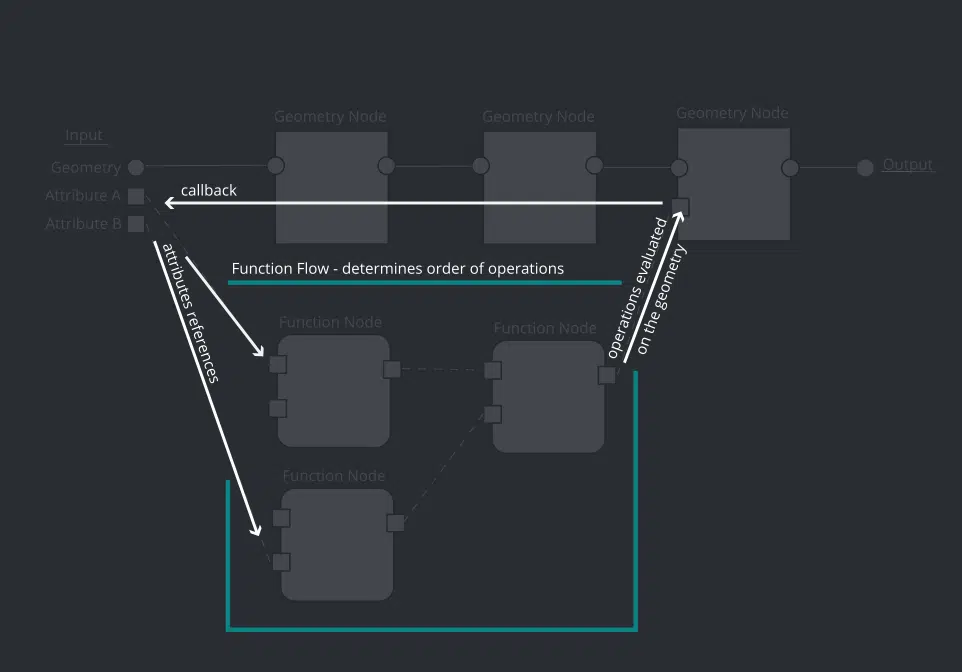 Geometry Node
Geometry Node
Geometry Node
Input
Geometry
Output
Attribute A
callback
Attribute B
attributes references
Function Flow - determines order of operations
operations evaluated
on the geometry
Function Node
Function Node
Function Node